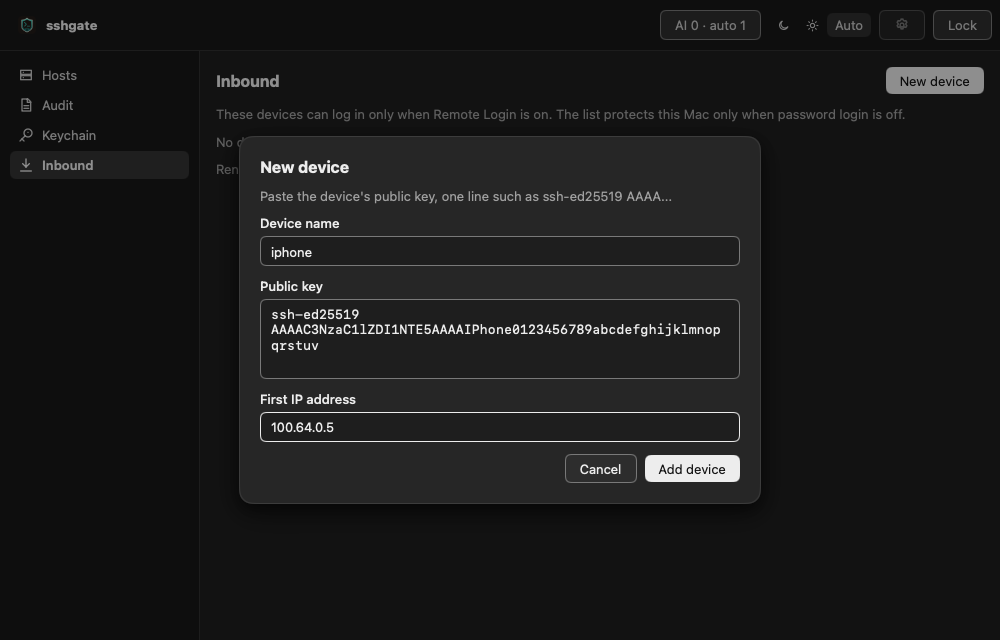 sshgate
AI 0 · auto 1
Auto
Lock
Hosts
Audit
Keychain
Inbound
Inbound
New device
These devices can log in only when Remote Login is on. The list protects this Mac only when password login is off.
No
Ren
New device
Paste the device's public key, one line such as ssh-ed25519 AAAA...
Device name
iphone
Public key
ssh-ed25519
AAAAC3NzaC1lZDI1NTE5AAAAIPhone0123456789abcdefghijklmnop
qrstuv
First IP address
100.64.0.5
Cancel
Add device